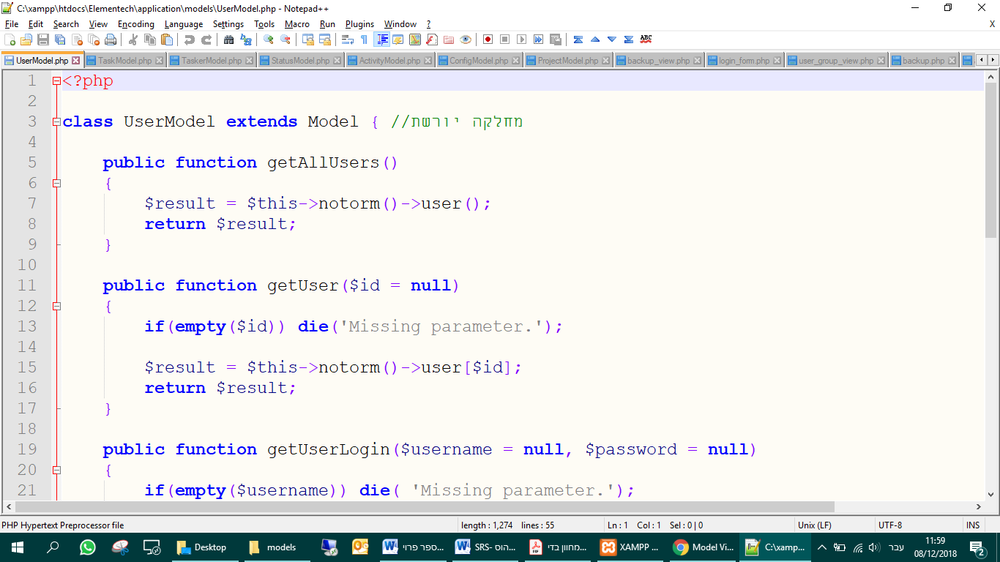 C:\xampp\htdocs\Elementech\application\models\UserModel.php - Notepad++
File Edit Search View Encoding Language Settings Tools Macro Run Plugins Window ? X
UserModel.php TaskModel.php TaskerModel.php StatusModel.php ActivityModel.php ConfigModel.php ProjectModel.php backup_view.php login_form.php user_group_view.php backup.php
1 <?php
2
3 class UserModel extends Model { //מחלקה יורשת
4
5 public function getAllUsers()
6 {
7 $result = $this->notorm()->user();
8 return $result;
9 }
10
11 public function getUser($id = null)
12 {
13 if(empty($id)) die('Missing parameter.');
14
15 $result = $this->notorm()->user[$id];
16 return $result;
17 }
18
19 public function getUserLogin($username = null, $password = null)
20 {
21 if(empty($username)) die( 'Missing parameter.');
PHP Hypertext Preprocessor file length : 1,274 lines : 55 Ln : 1 Col : 1 Sel : 0 | 0 Unix (LF) UTF-8 INS
Desktop models ספר פרוי... SRS- הוס... מחוון בדי... XAMPP ... Model Vi... C:\xamp... עבר 11:59
08/12/2018 2